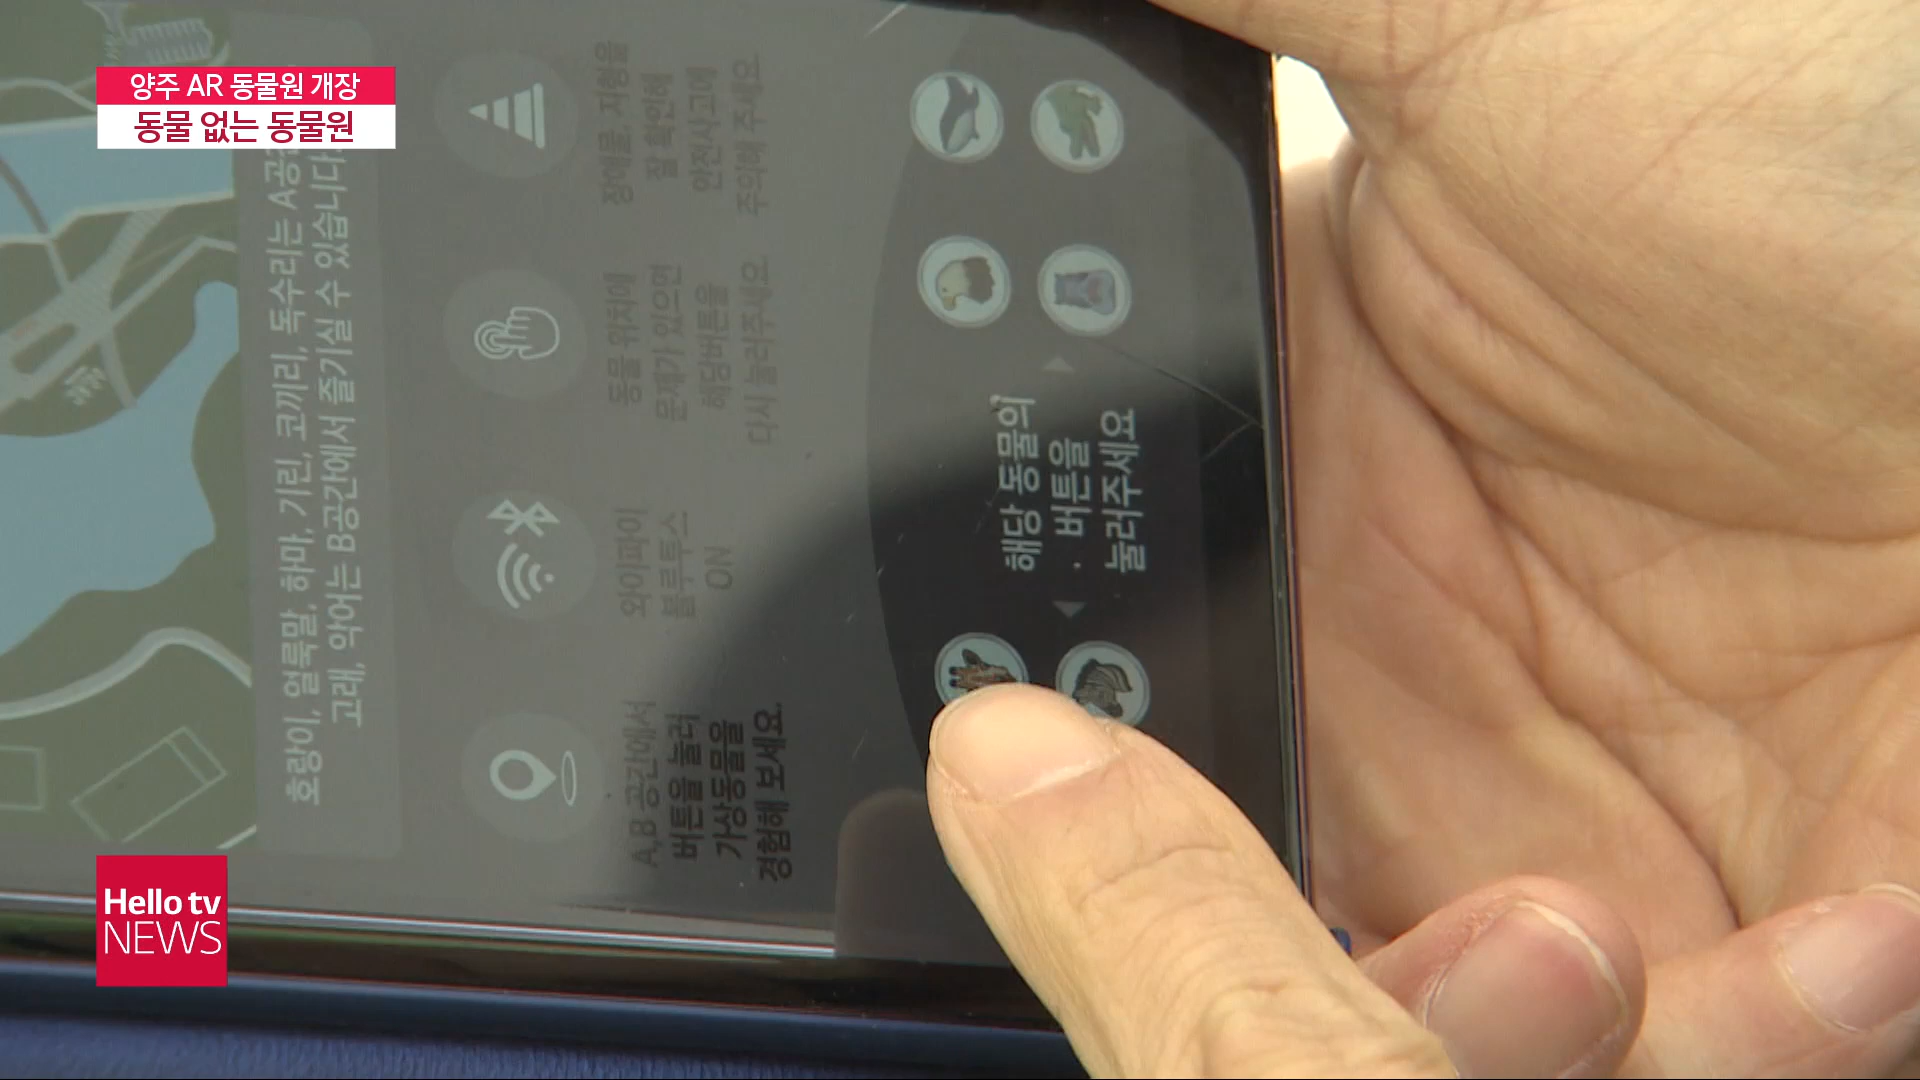 양주 AR 동물원 개장
동물 없는 동물원
호랑이, 얼룩말, 하마, 기린, 코끼리, 독수리는 A공
고래, 악어는 B공간에서 즐기실 수 있습니다.
A,B 공간에서
버튼을 눌러
가상동물을
경험해 보세요.
와이파이
블루투스
ON
동물 위치에
문제가 있으면
해당버튼을
다시 눌러주세요.
장애물, 지형을
잘 확인해
안전사고에
주의해 주세요.
해당 동물의
버튼을
눌러주세요
Hello tv
NEWS